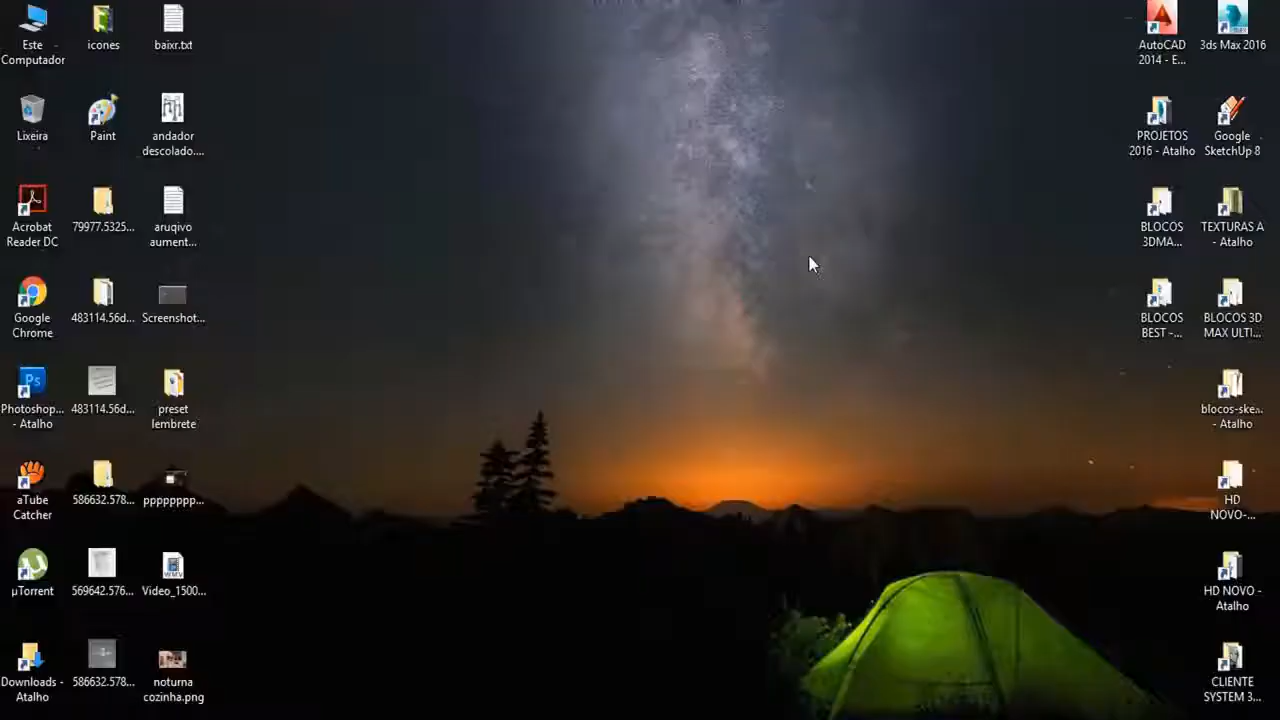 Este
Computador
icones
baixr.txt
AutoCAD
2014 - E...
3ds Max 2016
Lixeira
Paint
andador
descolado....
PROJETOS
2016 - Atalho
Google
SketchUp 8
Acrobat
Reader DC
79977.5325...
aruqivo
aument...
BLOCOS
3DMA...
TEXTURAS A
- Atalho
Google
Chrome
483114.56d...
Screenshot...
BLOCOS
BEST -...
BLOCOS 3D
MAX ULTI...
Photoshop...
- Atalho
483114.56d...
preset
lembrete
blocos-ske...
- Atalho
aTube
Catcher
586632.578...
pppppppp...
HD
NOVO-...
µTorrent
569642.576...
Video_1500...
HD NOVO -
Atalho
Downloads -
Atalho
586632.578...
noturna
cozinha.png
CLIENTE
SYSTEM 3...